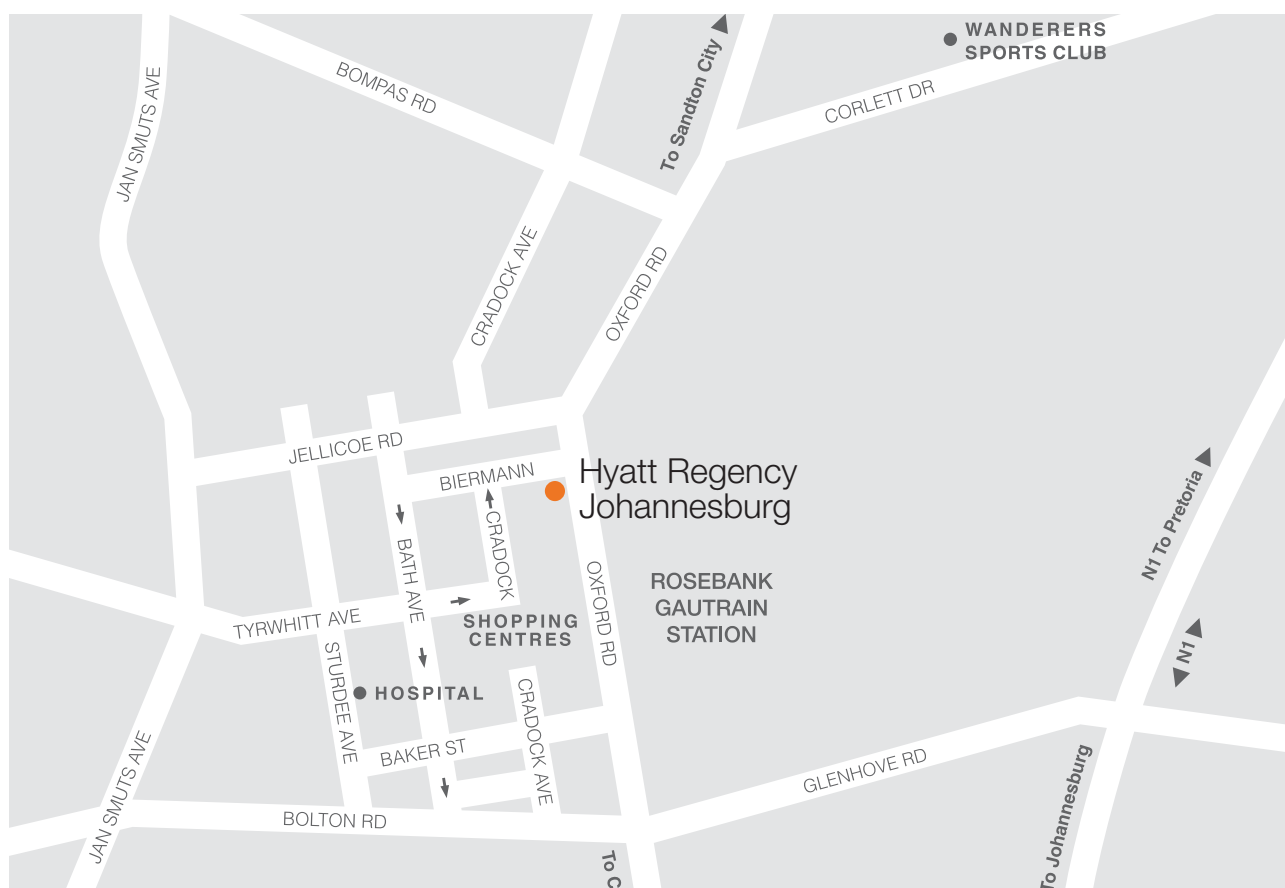 WANDERERS
SPORTS CLUB
BOMPAS RD
To Sandton City
CORLETT DR
JAN SMUTS AVE
CRADOCK AVE
OXFORD RD
JELLICOE RD
BIERMANN
Hyatt Regency
Johannesburg
N1 To Pretoria
CRADOCK
BATH AVE
OXFORD RD
ROSEBANK
GAUTRAIN
STATION
TYRWHITT AVE
SHOPPING
CENTRES
N1
STURDEE AVE
HOSPITAL
CRADOCK AVE
BAKER ST
GLENHOVE RD
JAN SMUTS AVE
BOLTON RD
To Johannesburg
To C